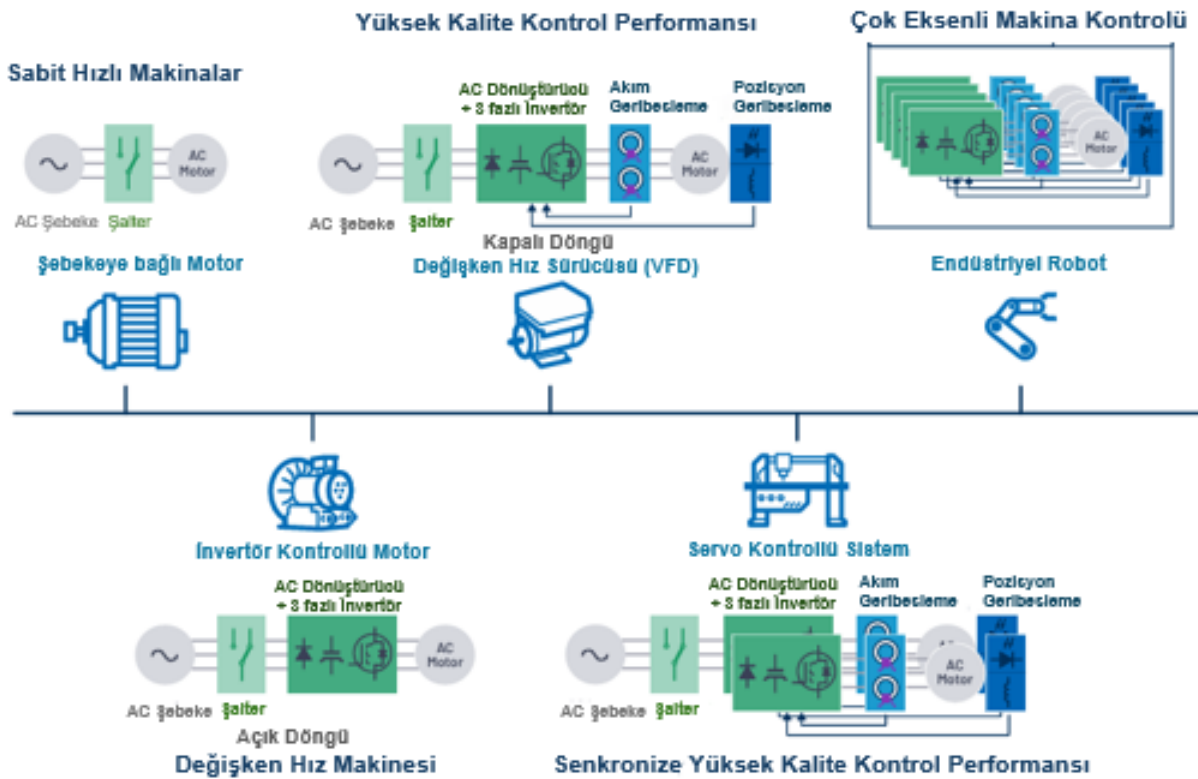 Yüksek Kalite Kontrol Performansı
Çok Eksenli Makina Kontrolü
Sabit Hızlı Makinalar
AC Dönüştürücü
+ 3 fazlı İnvertör
Akım
Geribesleme
Pozisyon
Geribesleme
AC
Motor
AC
Motor
AC
Motor
AC Şebeke
Şalter
AC Şebeke
Şalter
Kapalı Döngü
Şebekeye bağlı Motor
Değişken Hız Sürücüsü (VFD)
Endüstriyel Robot
İnvertör Kontrollü Motor
Servo Kontrollü Sistem
AC Dönüştürücü
+ 3 fazlı İnvertör
AC Dönüştürücü
+ 3 fazlı İnvertör
Akım
Geribesleme
Pozisyon
Geribesleme
AC
Motor
AC
AC
Motor
AC Şebeke
Şalter
AC Şebeke
Şalter
Açık Döngü
Değişken Hız Makinesi
Senkronize Yüksek Kalite Kontrol Performansı